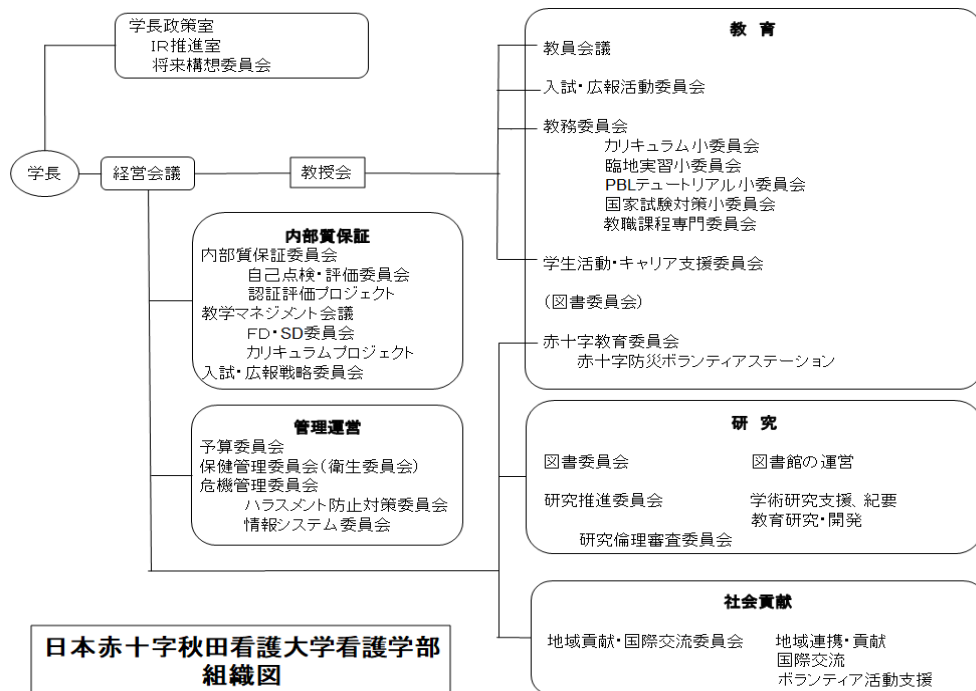 学長政策室
IR推進室
将来構想委員会
学長
経営会議
教授会
内部質保証
内部質保証委員会
自己点検・評価委員会
認証評価プロジェクト
教学マネジメント会議
FD・SD委員会
カリキュラムプロジェクト
入試・広報戦略委員会
管理運営
予算委員会
保健管理委員会(衛生委員会)
危機管理委員会
ハラスメント防止対策委員会
情報システム委員会
教 育
教員会議
入試・広報活動委員会
教務委員会
カリキュラム小委員会
臨地実習小委員会
PBLテュートリアル小委員会
国家試験対策小委員会
教職課程専門委員会
学生活動・キャリア支援委員会
(図書委員会)
赤十字教育委員会
赤十字防災ボランティアステーション
研 究
図書委員会 図書館の運営
研究推進委員会 学術研究支援、紀要
教育研究・開発
研究倫理審査委員会
社会貢献
地域貢献・国際交流委員会 地域連携・貢献
国際交流
ボランティア活動支援
日本赤十字秋田看護大学看護学部
組織図